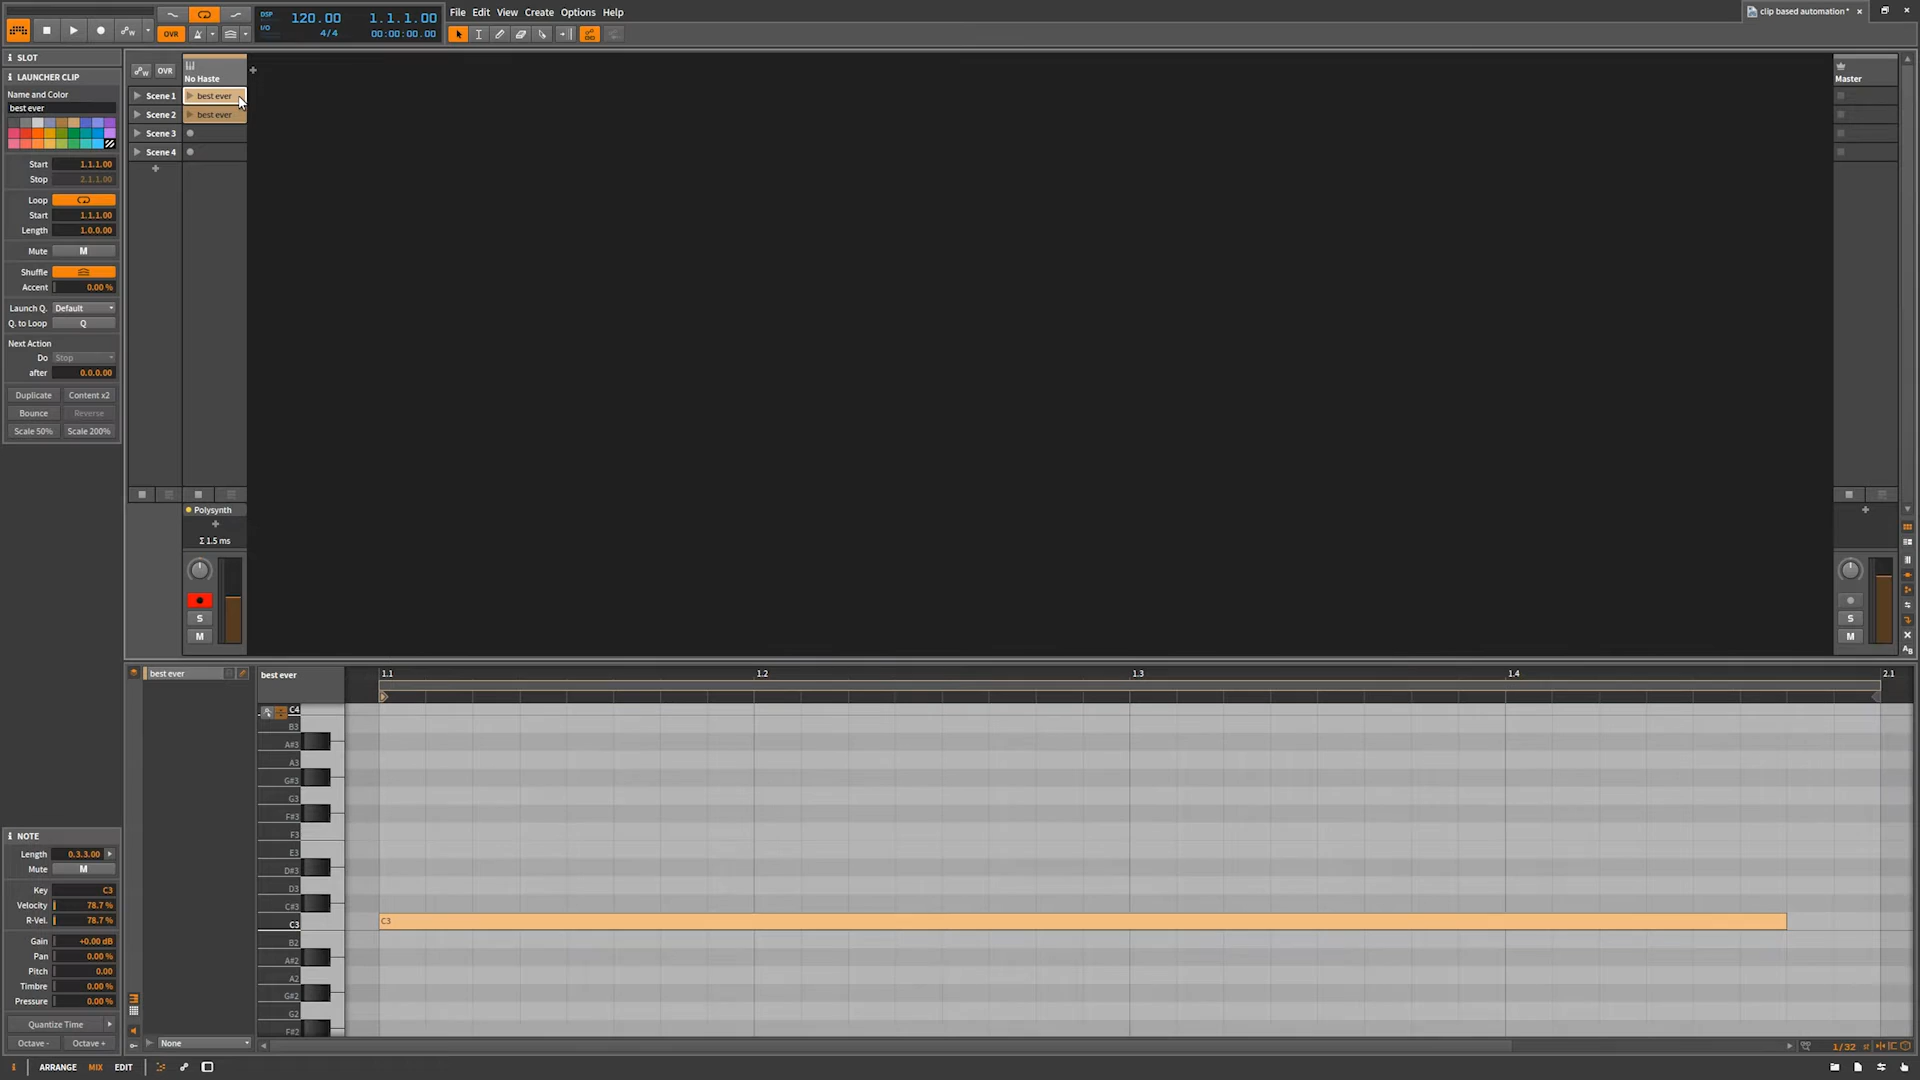 File Edit View Create Options Help
clip based automation*
DSP
I/O
120.00
4/4
1.1.1.00
00:00:00.00
OVR
SLOT
LAUNCHER CLIP
Name and Color
best ever
Start 1.1.1.00
Stop 2.1.1.00
Loop
Start 1.1.1.00
Length 1.0.0.00
Mute M
Shuffle
Accent 0.00 %
Launch Q. Default
Q. to Loop Q
Next Action
Do Stop
after 0.0.0.00
Duplicate Content x2
Bounce Reverse
Scale 50% Scale 200%
OVR
No Haste
Scene 1 best ever
Scene 2 best ever
Scene 3
Scene 4
Polysynth
Σ 1.5 ms
S
M
Master
S
M
best ever
best ever
1.1 1.2 1.3 1.4 2.1
C4
B3
A#3
A3
G#3
G3
F#3
F3
E3
D#3
D3
C#3
C3 C3
B2
A#2
A2
G#2
G2
F#2
NOTE
Length 0.3.3.00
Mute M
Key C3
Velocity 78.7 %
R-Vel. 78.7 %
Gain +0.00 dB
Pan 0.00 %
Pitch 0.00
Timbre 0.00 %
Pressure 0.00 %
Quantize Time
Octave - Octave +
None
1/32 st
ARRANGE MIX EDIT